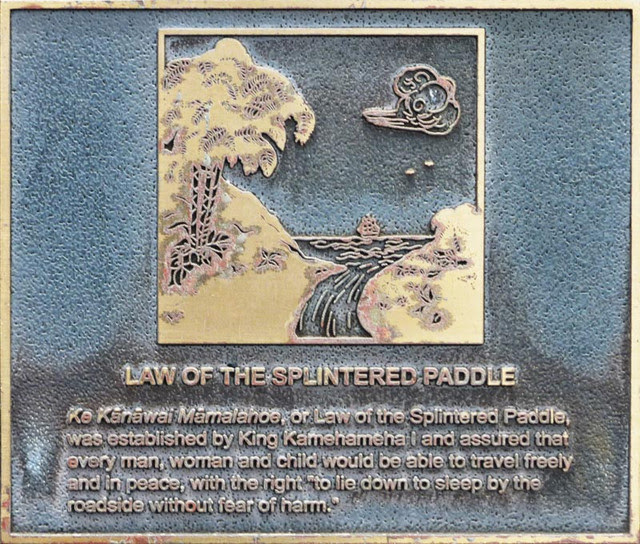 LAW OF THE SPLINTERED PADDLE
Ke Kānāwai Māmalahoe, or Law of the Splintered Paddle,
was established by King Kamehameha I and assured that
every man, woman and child would be able to travel freely
and in peace, with the right "to lie down to sleep by the
roadside without fear of harm."